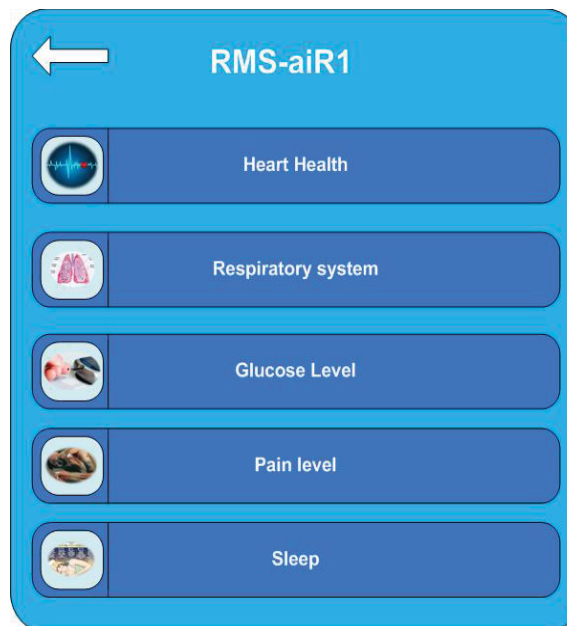 RMS-aiR1
Heart Health
Respiratory system
Glucose Level
Pain level
Sleep